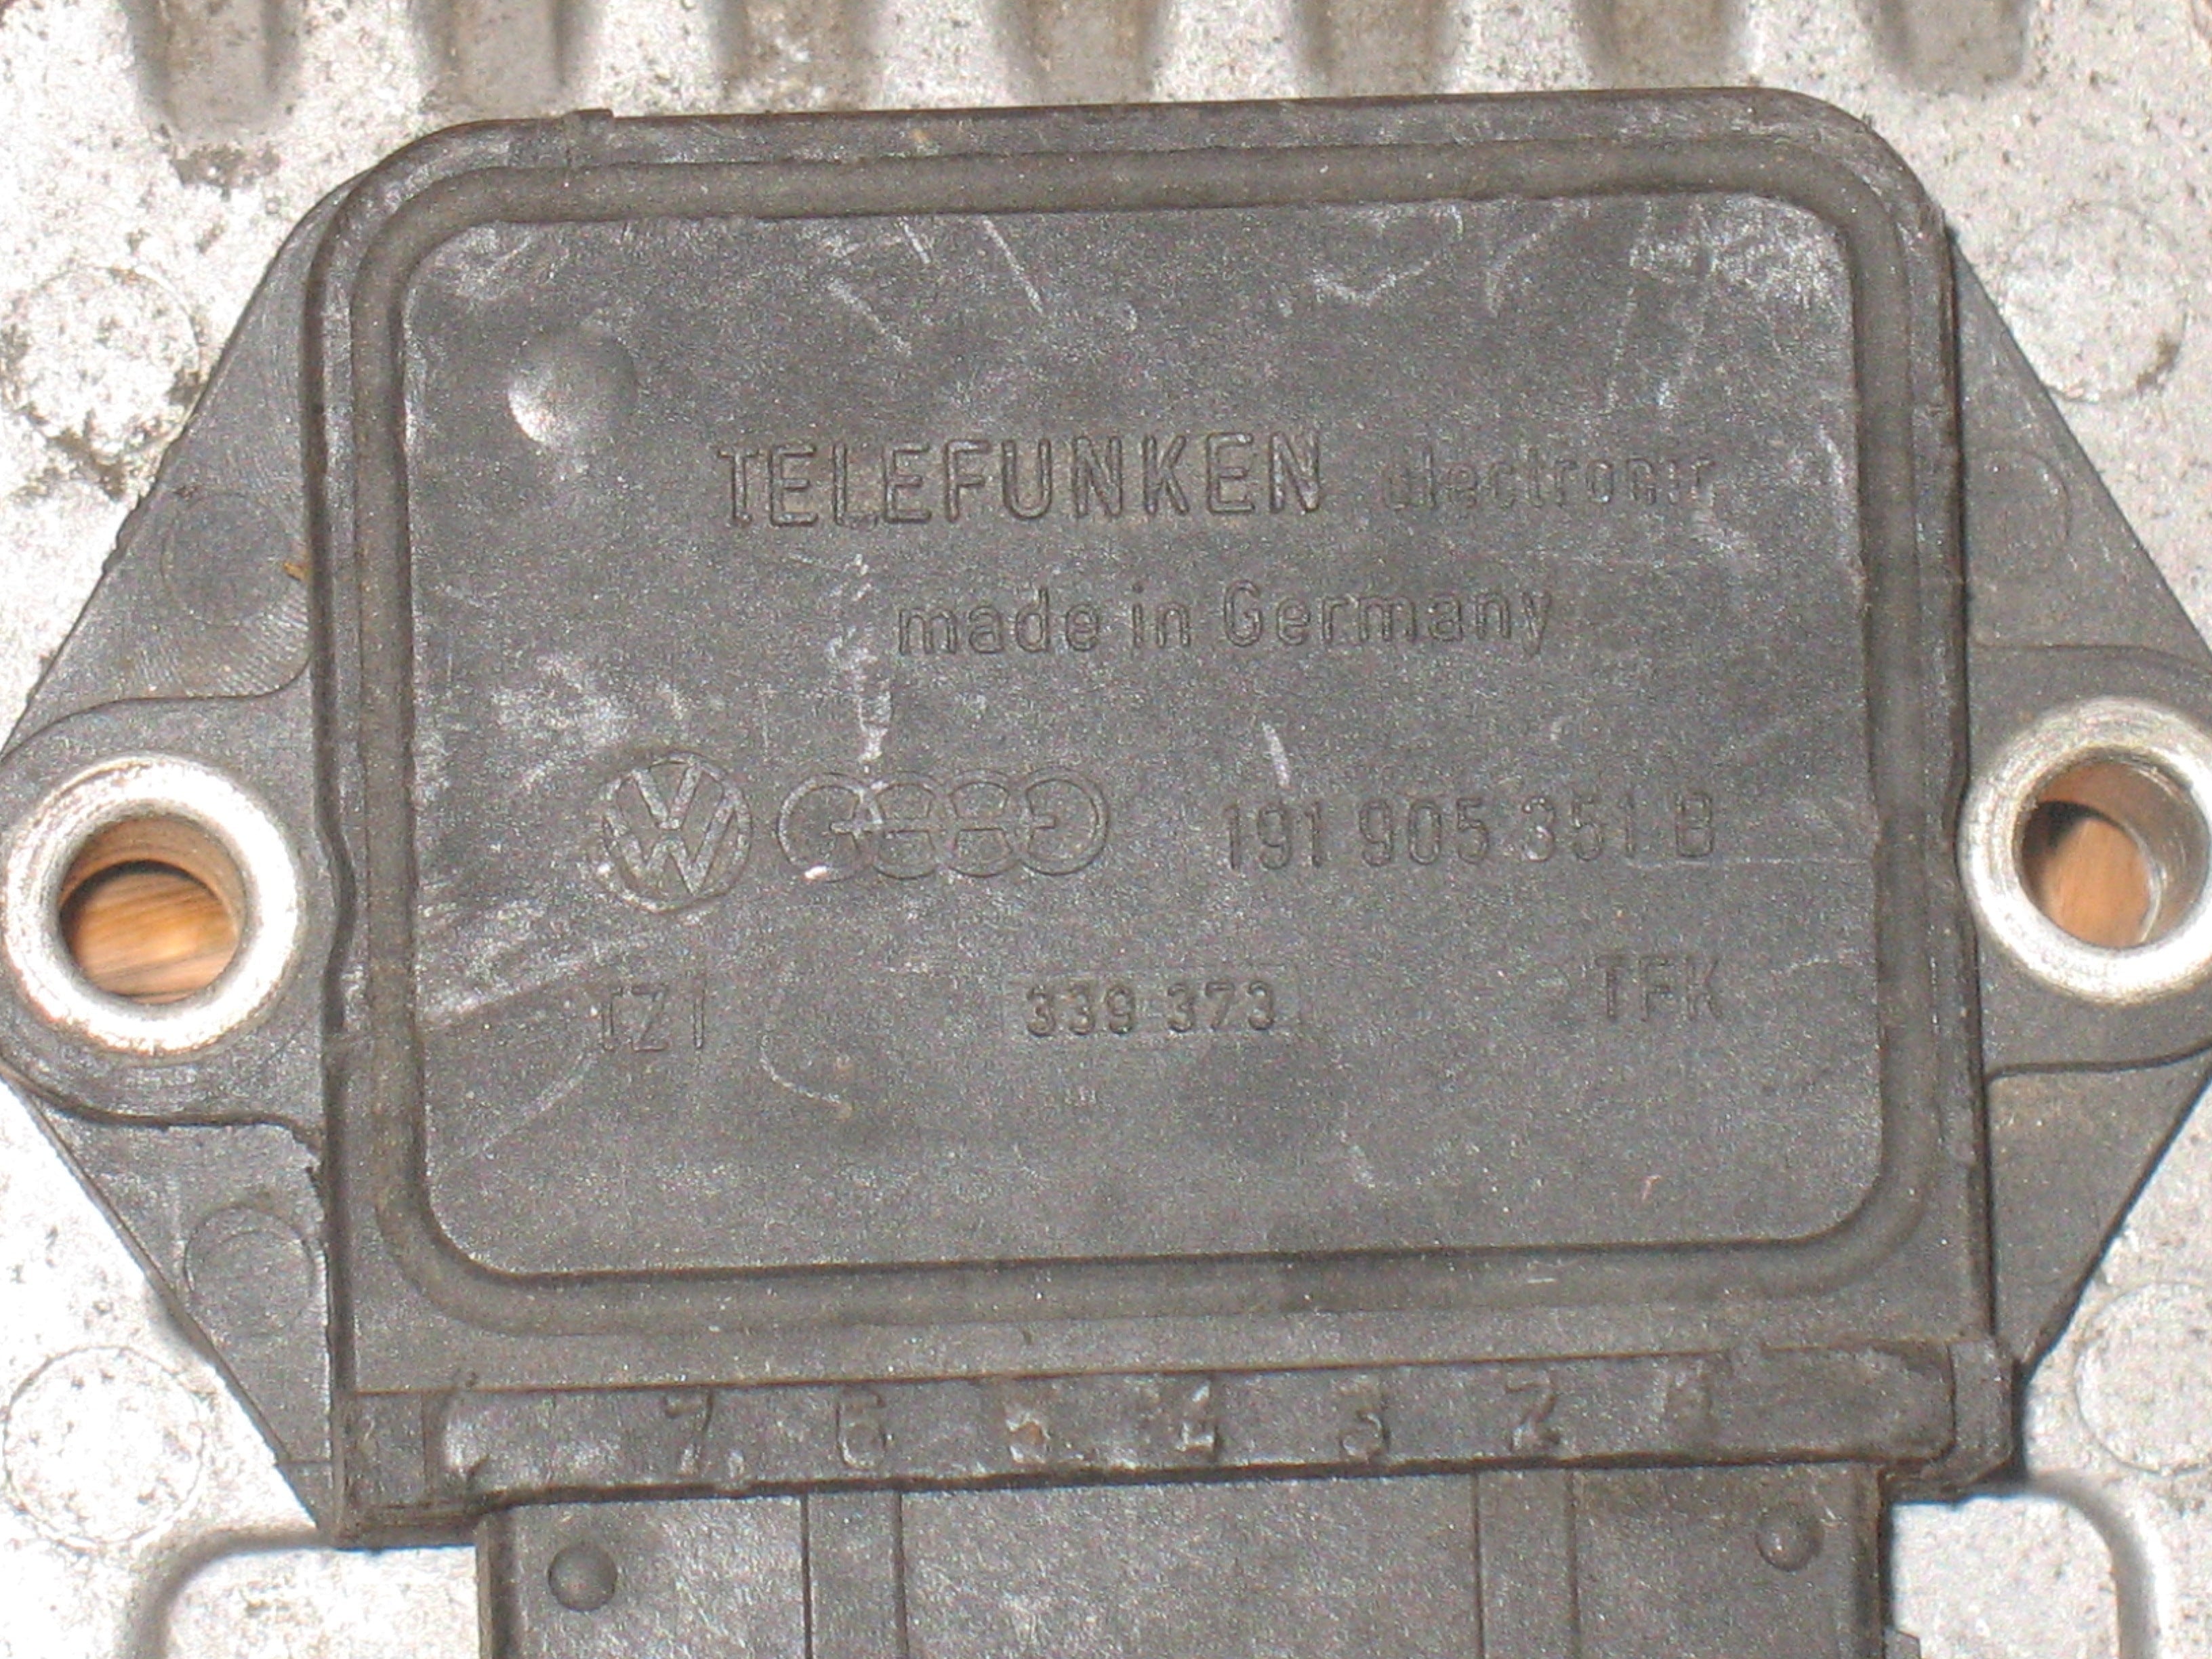 TELEFUNKEN electronic
made in Germany
VW 191 905 351 B
TZ1 339 373 TFK
7 6 5 4 3 2 1